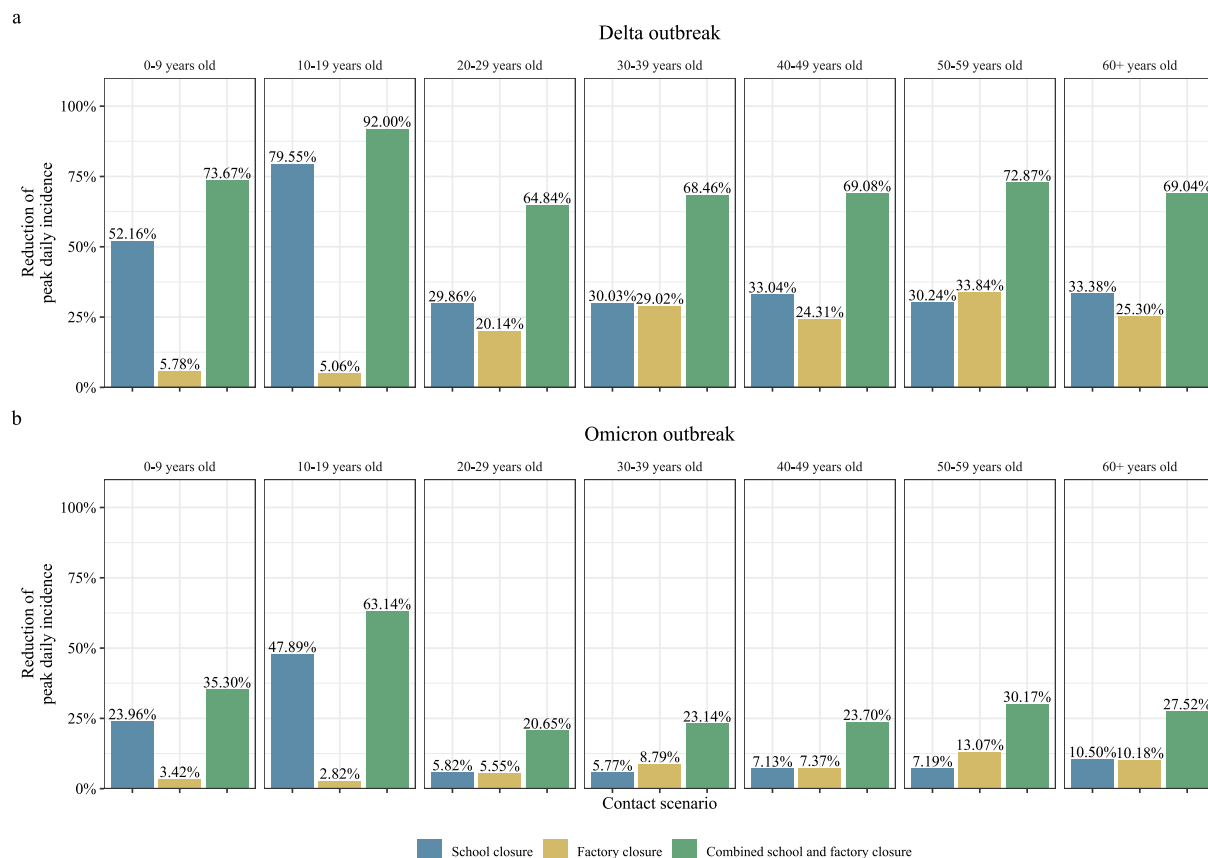 a
Delta outbreak
0-9 years old 10-19 years old 20-29 years old 30-39 years old 40-49 years old 50-59 years old 60+ years old
Reduction of
peak daily incidence
100%
75%
50%
25%
0%
52.16% 5.78% 73.67%
79.55% 5.06% 92.00%
29.86% 20.14% 64.84%
30.03% 29.02% 68.46%
33.04% 24.31% 69.08%
30.24% 33.84% 72.87%
33.38% 25.30% 69.04%
b
Omicron outbreak
0-9 years old 10-19 years old 20-29 years old 30-39 years old 40-49 years old 50-59 years old 60+ years old
Reduction of
peak daily incidence
100%
75%
50%
25%
0%
23.96% 3.42% 35.30%
47.89% 2.82% 63.14%
5.82% 5.55% 20.65%
5.77% 8.79% 23.14%
7.13% 7.37% 23.70%
7.19% 13.07% 30.17%
10.50% 10.18% 27.52%
Contact scenario
School closure Factory closure Combined school and factory closure